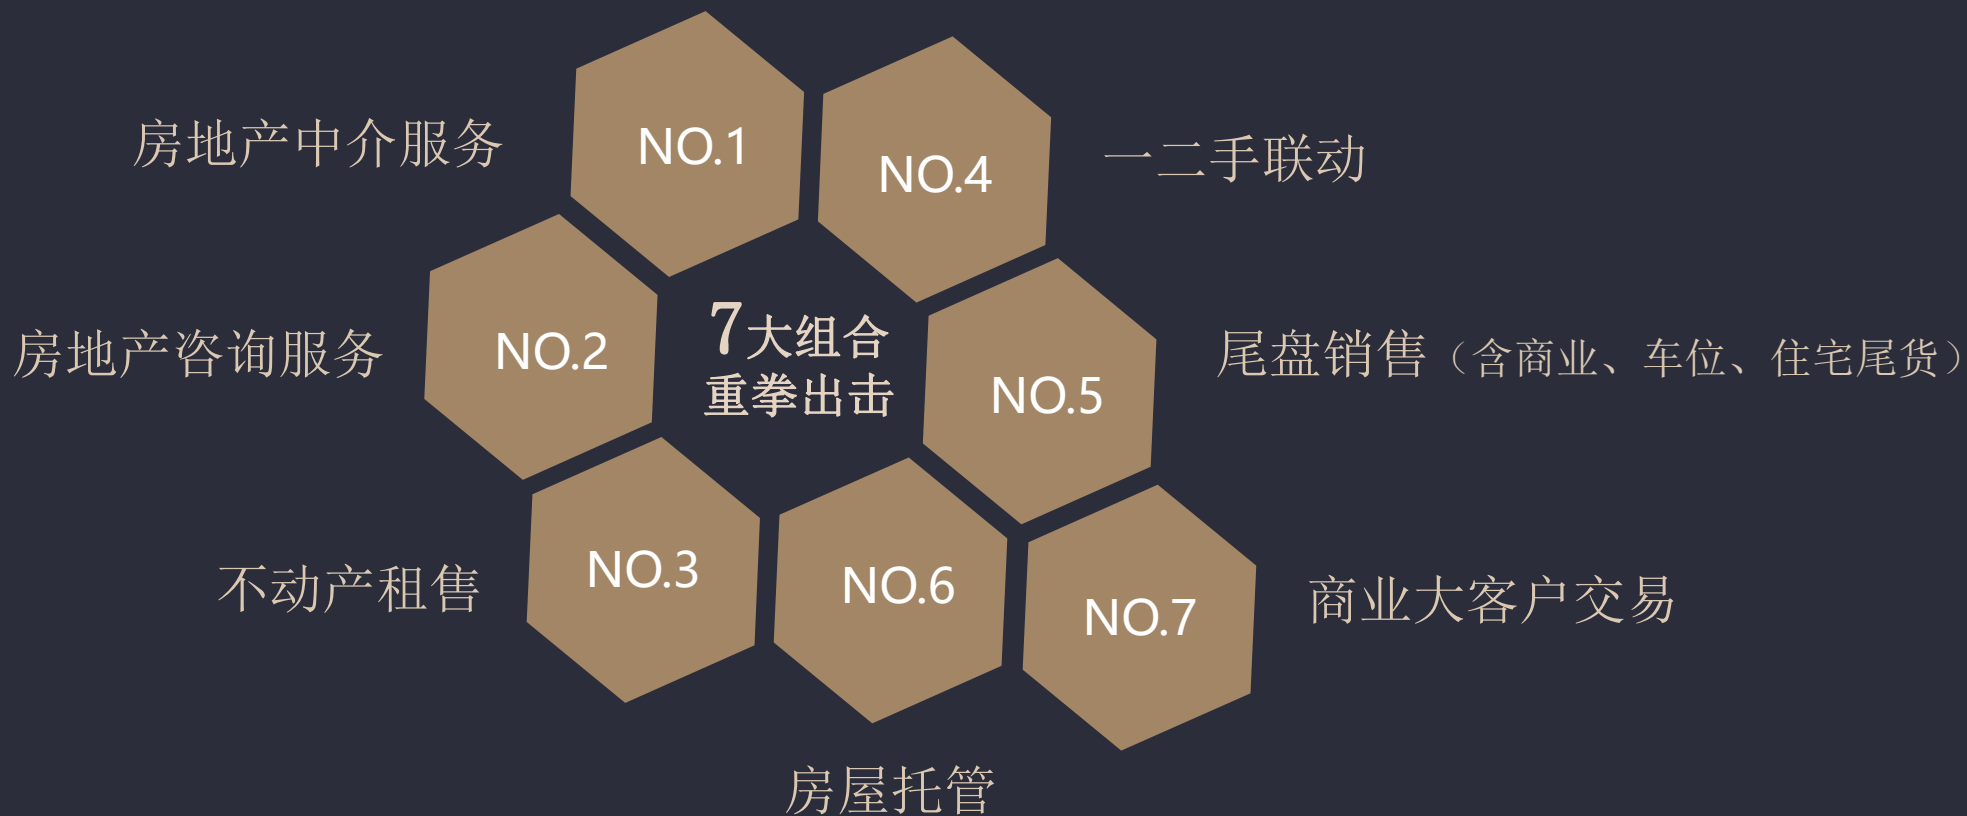 房地产中介服务
NO.1
NO.4
一二手联动
房地产咨询服务
NO.2
7大组合
重拳出击
NO.5
尾盘销售（含商业、车位、住宅尾货）
不动产租售
NO.3
NO.6
NO.7
商业大客户交易
房屋托管